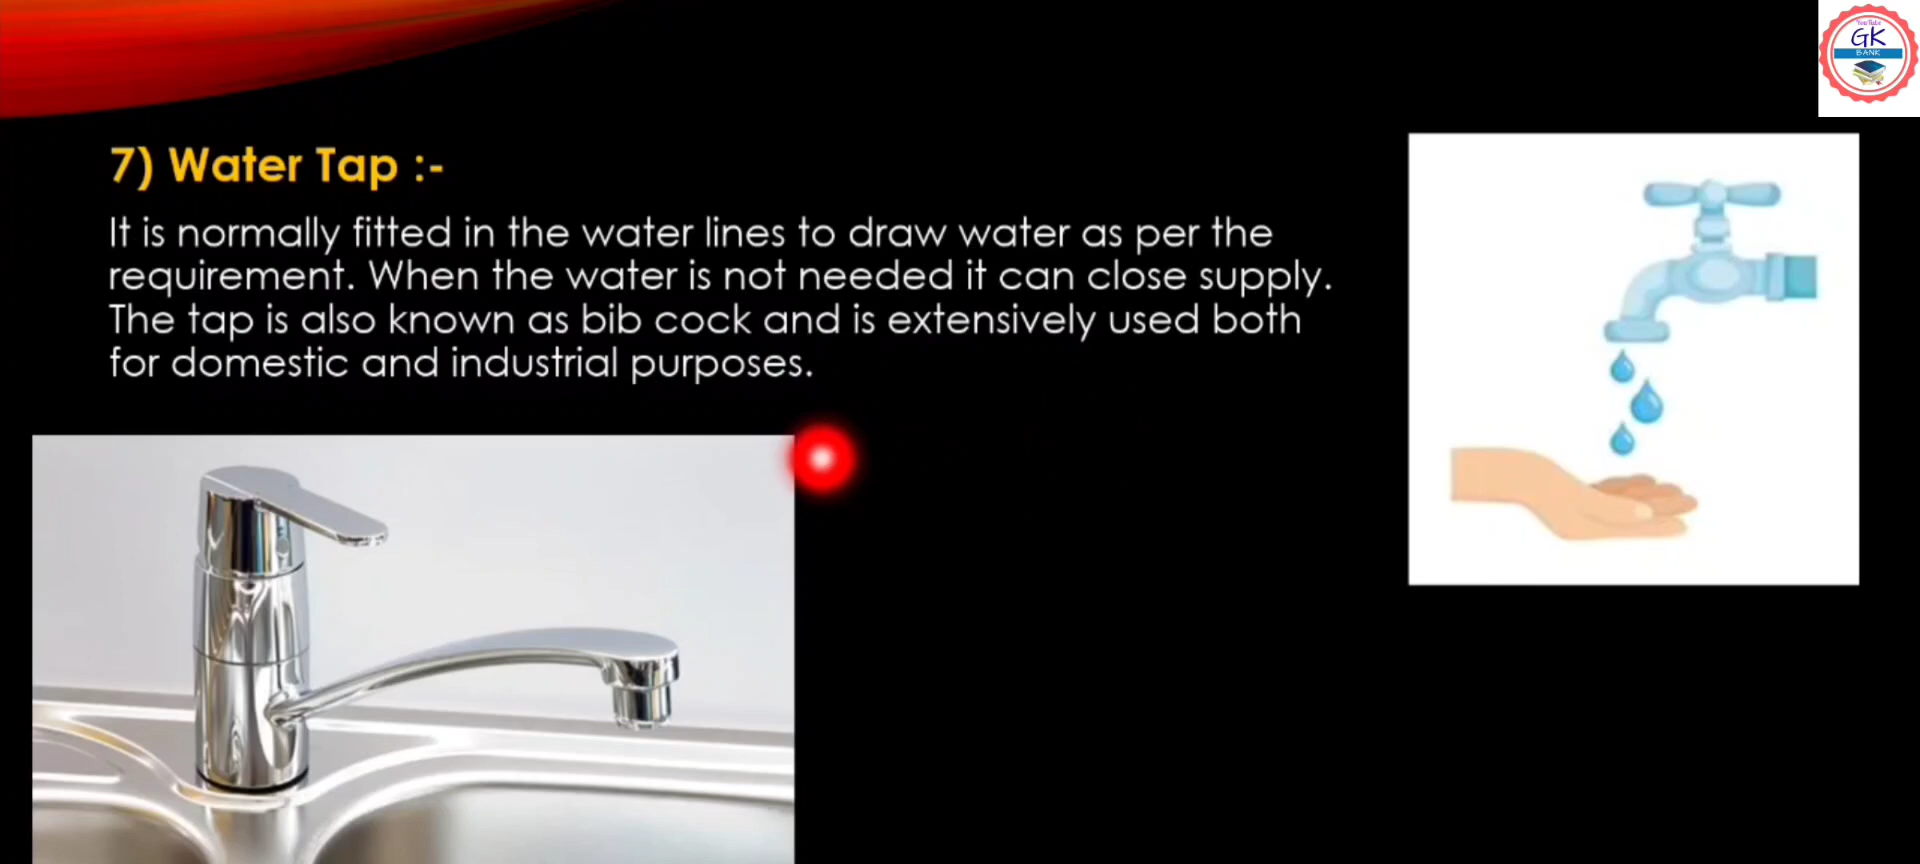 YouTube
GK
BANK
7) Water Tap :-
It is normally fitted in the water lines to draw water as per the
requirement. When the water is not needed it can close supply.
The tap is also known as bib cock and is extensively used both
for domestic and industrial purposes.